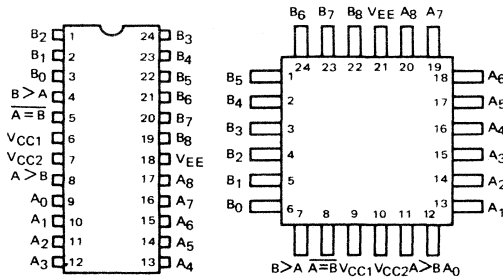 B2 1 24 B3
B1 2 23 B4
B0 3 22 B5
B>A 4 21 B6
A̅=̅B̅ 5 20 B7
VCC1 6 19 B8
VCC2 7 18 VEE
A>B 8 17 A8
A0 9 16 A7
A1 10 15 A6
A2 11 14 A5
A3 12 13 A4
B6 B7 B8 VEE A8 A7
24 23 22 21 20 19
B5 1 18 A6
B4 2 17 A5
B3 3 16 A4
B2 4 15 A3
B1 5 14 A2
B0 6 13 A1
7 8 9 10 11 12
B>A A̅=̅B̅ VCC1 VCC2 A>B A0